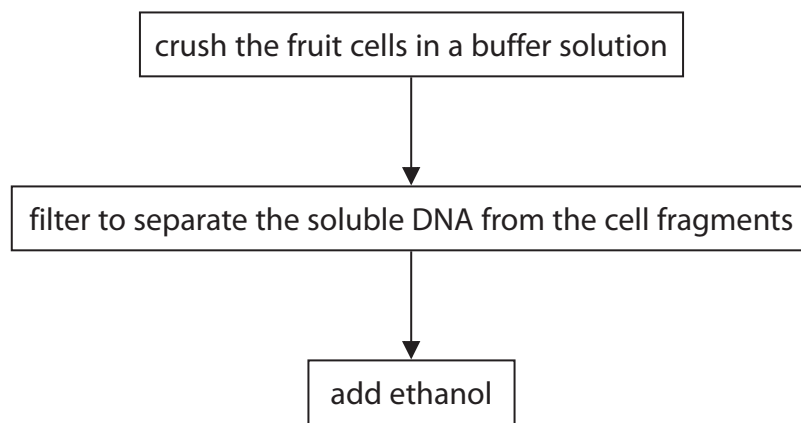 crush the fruit cells in a buffer solution
filter to separate the soluble DNA from the cell fragments
add ethanol